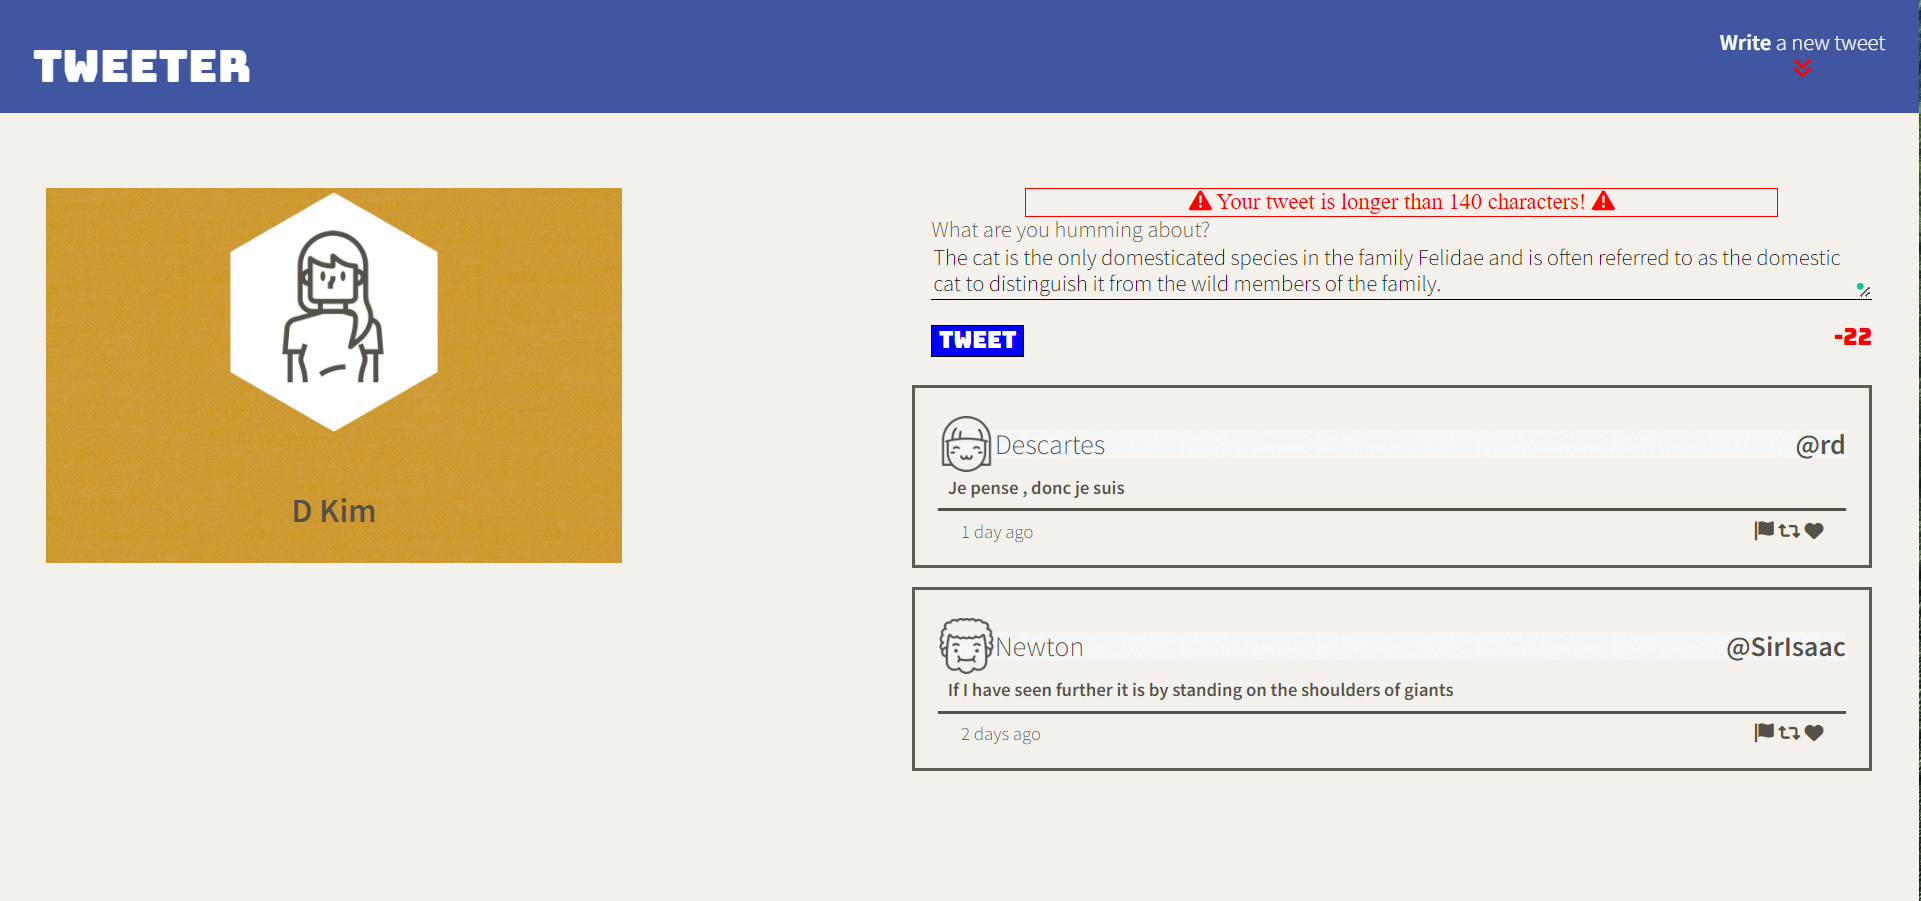 TWEETER
Write a new tweet
D Kim
Your tweet is longer than 140 characters!
What are you humming about?
The cat is the only domesticated species in the family Felidae and is often referred to as the domestic
cat to distinguish it from the wild members of the family.
TWEET
-22
Descartes @rd
Je pense , donc je suis
1 day ago
Newton @SirIsaac
If I have seen further it is by standing on the shoulders of giants
2 days ago